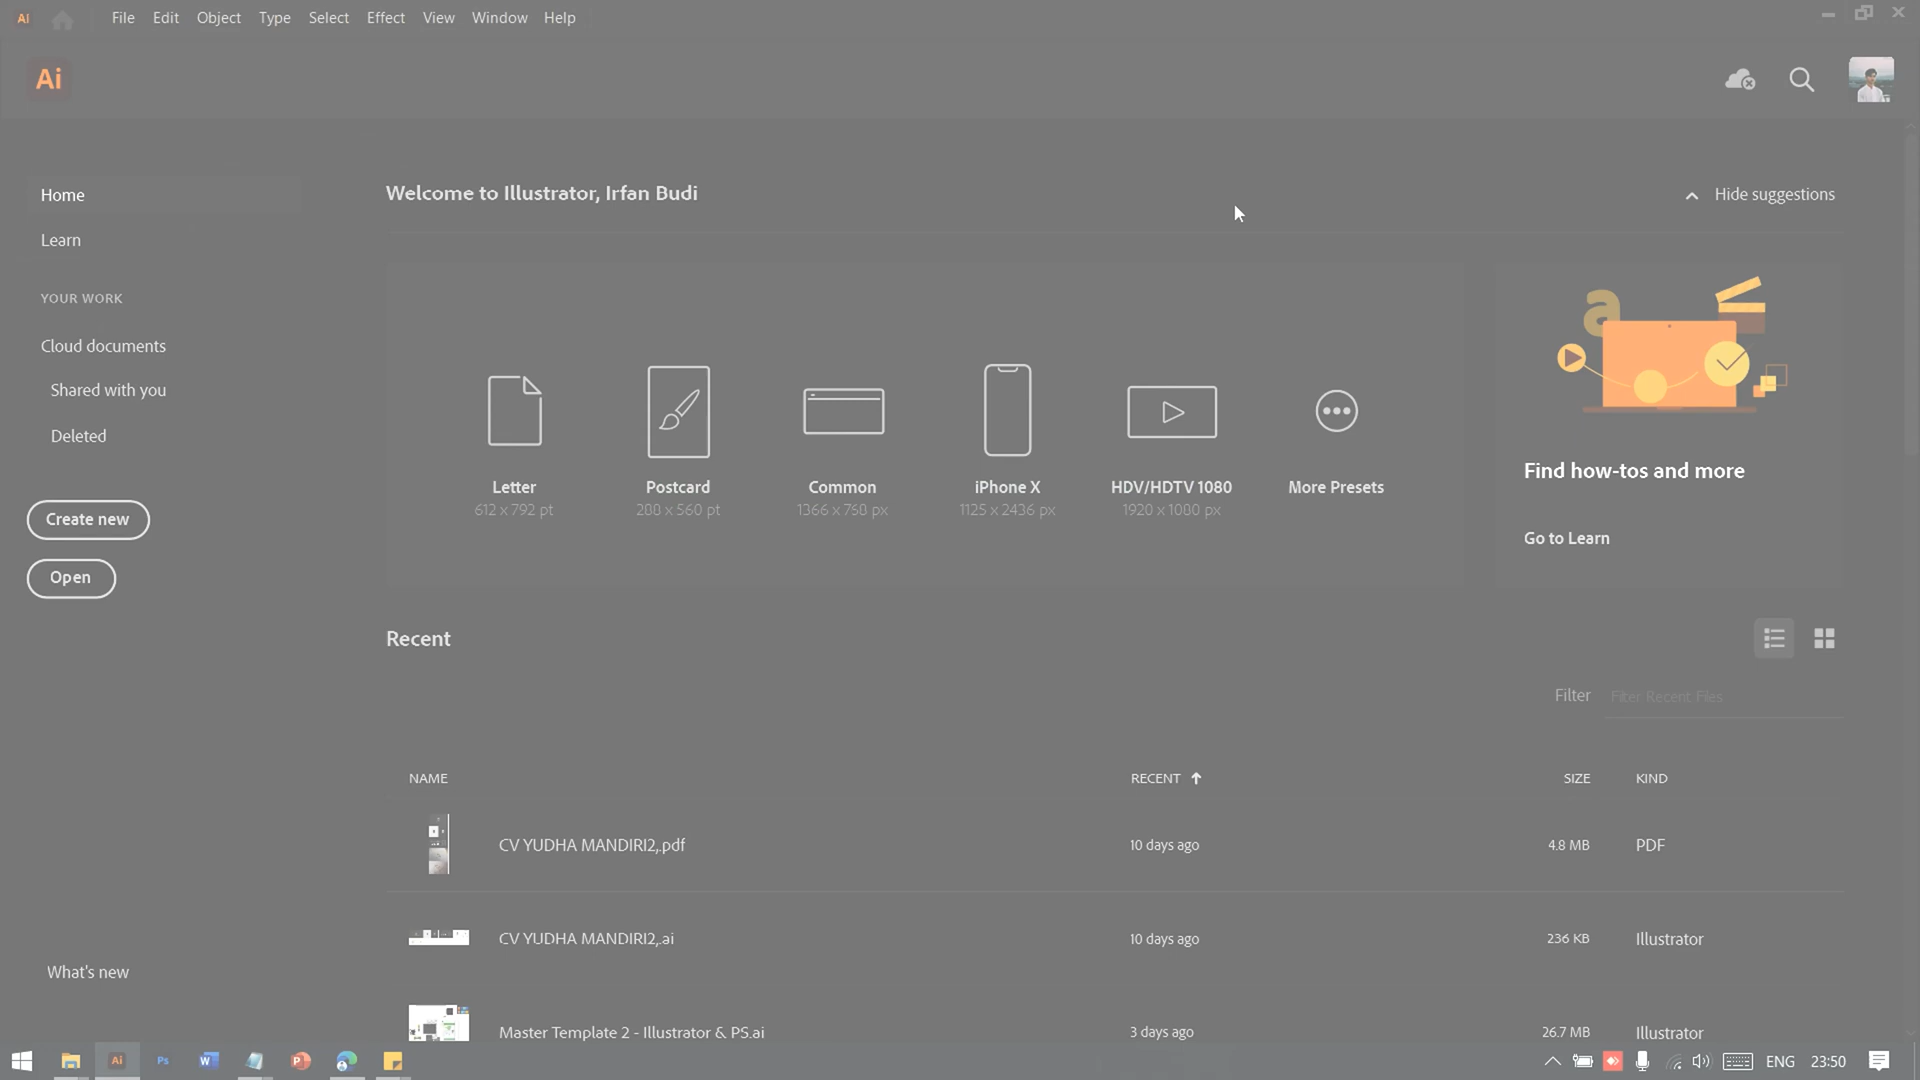 Ai File Edit Object Type Select Effect View Window Help
Ai
Home
Learn
YOUR WORK
Cloud documents
Shared with you
Deleted
Create new
Open
What's new
Welcome to Illustrator, Irfan Budi
Hide suggestions
Letter
612 x 792 pt
Postcard
200 x 560 pt
Common
1366 x 768 px
iPhone X
1125 x 2436 px
HDV/HDTV 1080
1920 x 1080 px
More Presets
a
Find how-tos and more
Go to Learn
Recent
Filter Filter Recent Files
NAME RECENT SIZE KIND
CV YUDHA MANDIRI2,.pdf 10 days ago 4.8 MB PDF
CV YUDHA MANDIRI2,.ai 10 days ago 236 KB Illustrator
Master Template 2 - Illustrator & PS.ai 3 days ago 26.7 MB Illustrator
Ai Ps W P ENG 23:50